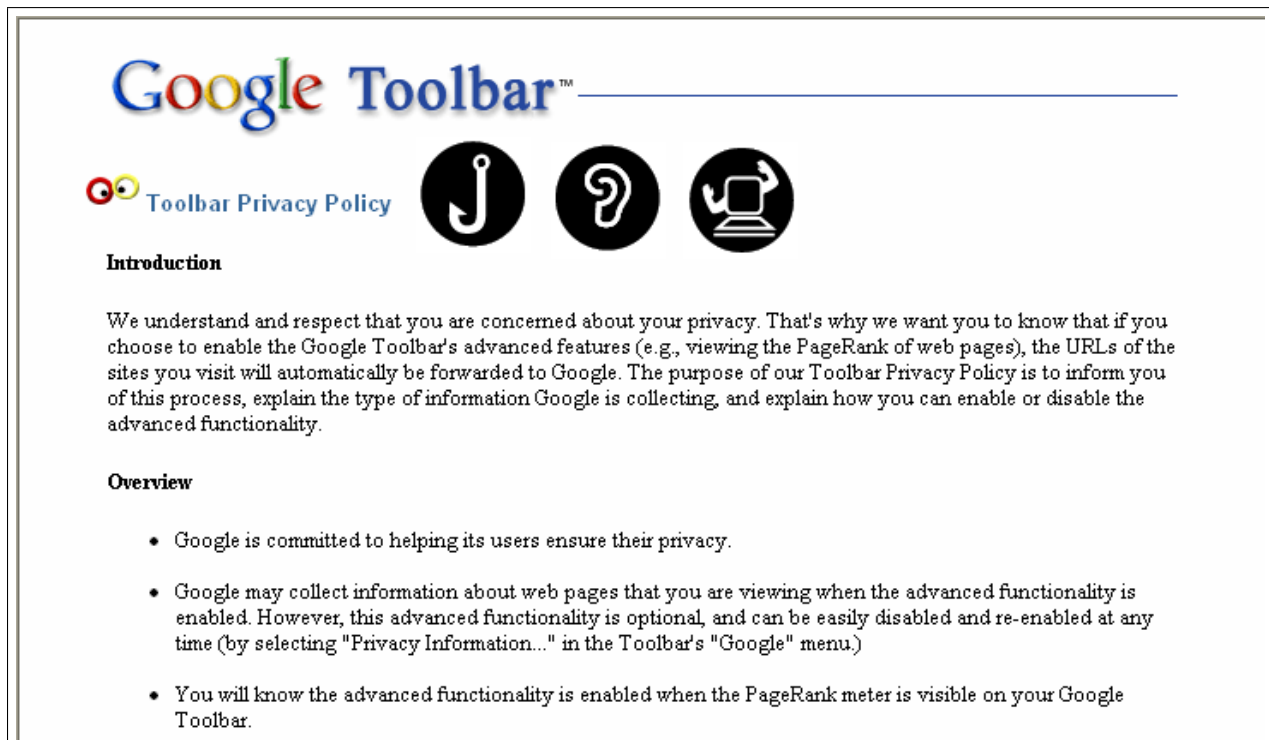 Google Toolbar™
Toolbar Privacy Policy
Introduction
We understand and respect that you are concerned about your privacy. That's why we want you to know that if you
choose to enable the Google Toolbar's advanced features (e.g., viewing the PageRank of web pages), the URLs of the
sites you visit will automatically be forwarded to Google. The purpose of our Toolbar Privacy Policy is to inform you
of this process, explain the type of information Google is collecting, and explain how you can enable or disable the
advanced functionality.
Overview
• Google is committed to helping its users ensure their privacy.
• Google may collect information about web pages that you are viewing when the advanced functionality is
enabled. However, this advanced functionality is optional, and can be easily disabled and re-enabled at any
time (by selecting "Privacy Information..." in the Toolbar's "Google" menu.)
• You will know the advanced functionality is enabled when the PageRank meter is visible on your Google
Toolbar.